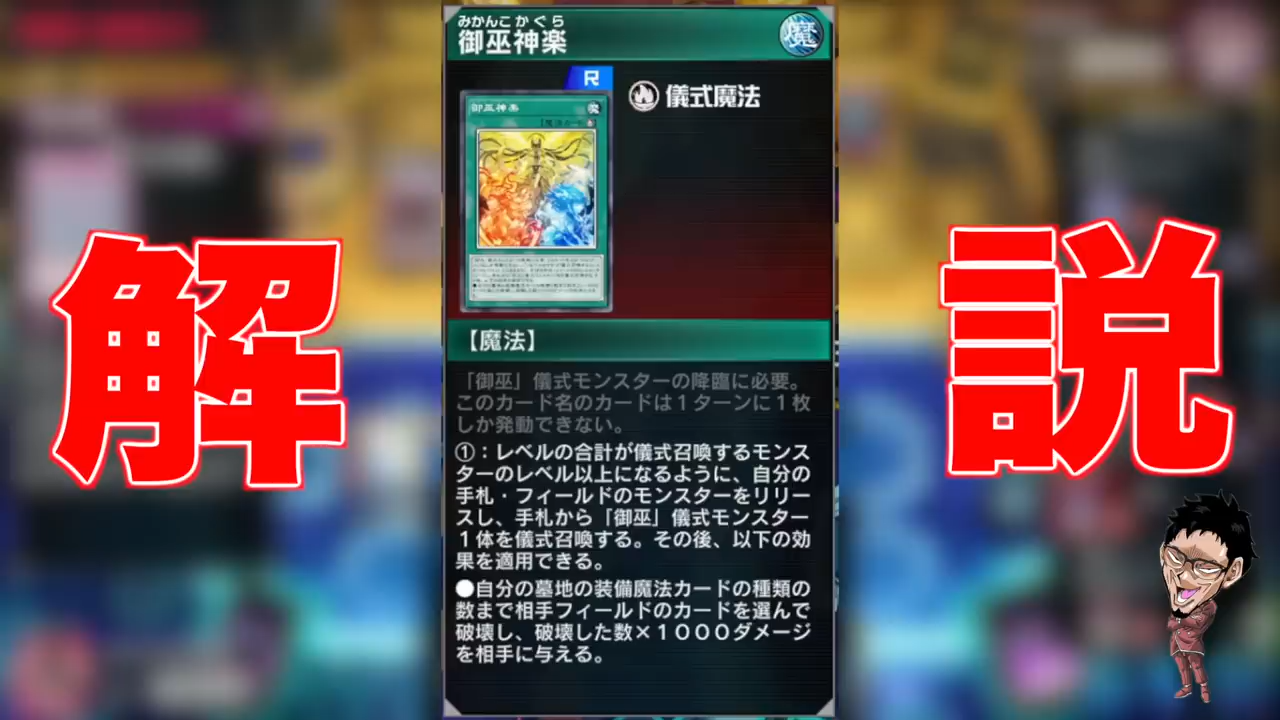 みかんこかぐら
御巫神楽
魔
R
儀式魔法
御巫神楽
【魔法】
解
説
「御巫」儀式モンスターの降臨に必要。
このカード名のカードは１ターンに１枚
しか発動できない。
①：レベルの合計が儀式召喚するモンス
ターのレベル以上になるように、自分の
手札・フィールドのモンスターをリリー
スし、手札から「御巫」儀式モンスター
１体を儀式召喚する。その後、以下の効
果を適用できる。
●自分の墓地の装備魔法カードの種類の
数まで相手フィールドのカードを選んで
破壊し、破壊した数×１０００ダメージ
を相手に与える。